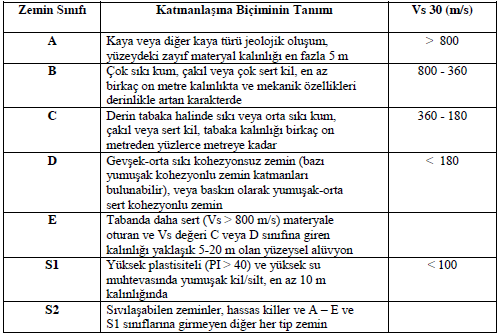 Zemin Sınıfı Katmanlaşma Biçiminin Tanımı Vs 30 (m/s)
A Kaya veya diğer kaya türü jeolojik oluşum, > 800
yüzeydeki zayıf materyal kalınlığı en fazla 5 m
B Çok sıkı kum, çakıl veya çok sert kil, en az 800 - 360
birkaç on metre kalınlıkta ve mekanik özellikleri
derinlikle artan karakterde
C Derin tabaka halinde sıkı veya orta sıkı kum, 360 - 180
çakıl veya sert kil, tabaka kalınlığı birkaç on
metreden yüzlerce metreye kadar
D Gevşek-orta sıkı kohezyonsuz zemin (bazı < 180
yumuşak kohezyonlu zemin katmanları
bulunabilir), veya baskın olarak yumuşak-orta
sert kohezyonlu zemin
E Tabanda daha sert (Vs > 800 m/s) materyale
oturan ve Vs değeri C veya D sınıfına giren
kalınlığı yaklaşık 5-20 m olan yüzeysel alüvyon
S1 Yüksek plastisiteli (PI > 40) ve yüksek su < 100
muhtevasında yumuşak kil/silt, en az 10 m
kalınlığında
S2 Sıvılaşabilen zeminler, hassas killer ve A – E ve
S1 sınıflarına girmeyen diğer her tip zemin